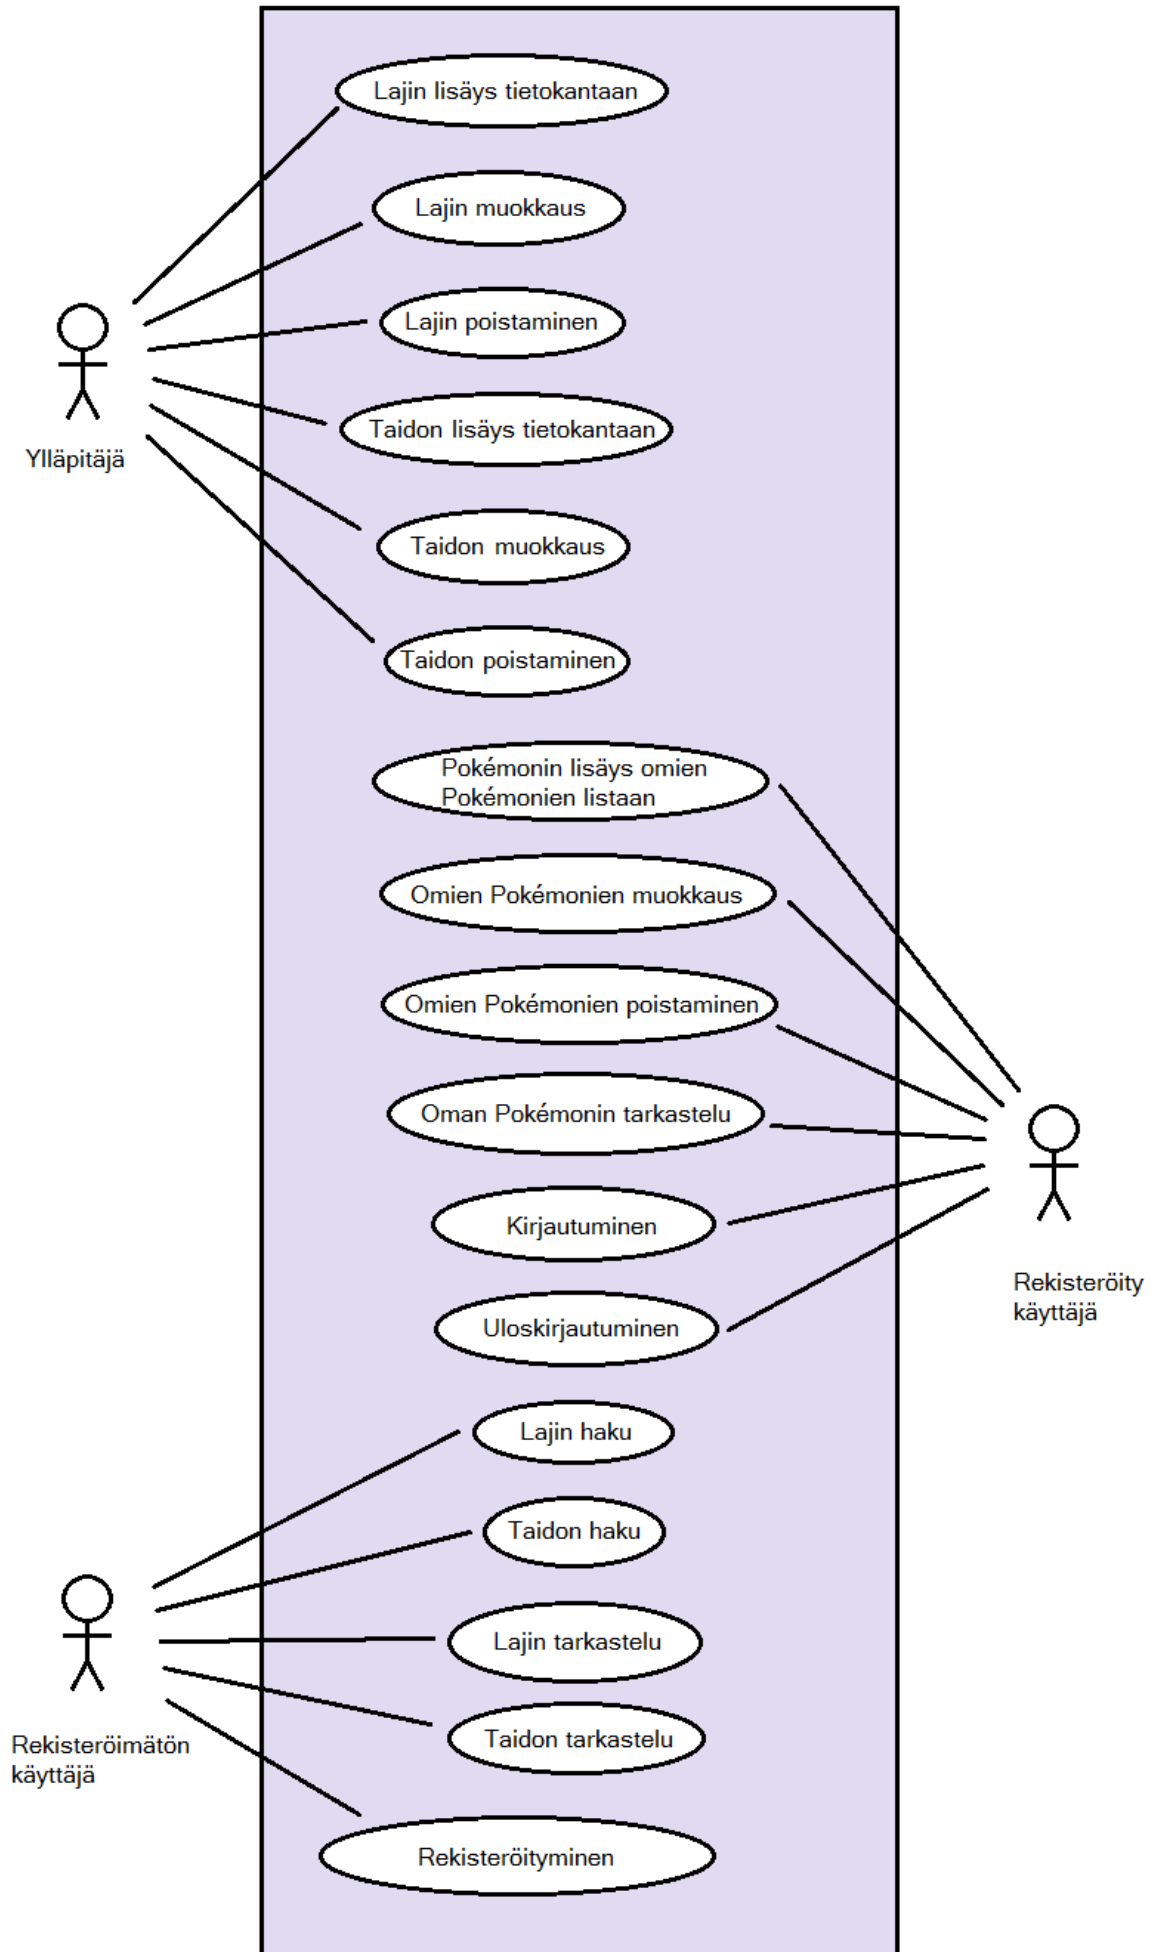 Lajin lisäys tietokantaan
Lajin muokkaus
Lajin poistaminen
Taidon lisäys tietokantaan
Ylläpitäjä
Taidon muokkaus
Taidon poistaminen
Pokémonin lisäys omien
Pokémonien listaan
Omien Pokémonien muokkaus
Omien Pokémonien poistaminen
Oman Pokémonin tarkastelu
Kirjautuminen
Rekisteröity
käyttäjä
Uloskirjautuminen
Lajin haku
Taidon haku
Lajin tarkastelu
Taidon tarkastelu
Rekisteröimätön
käyttäjä
Rekisteröityminen